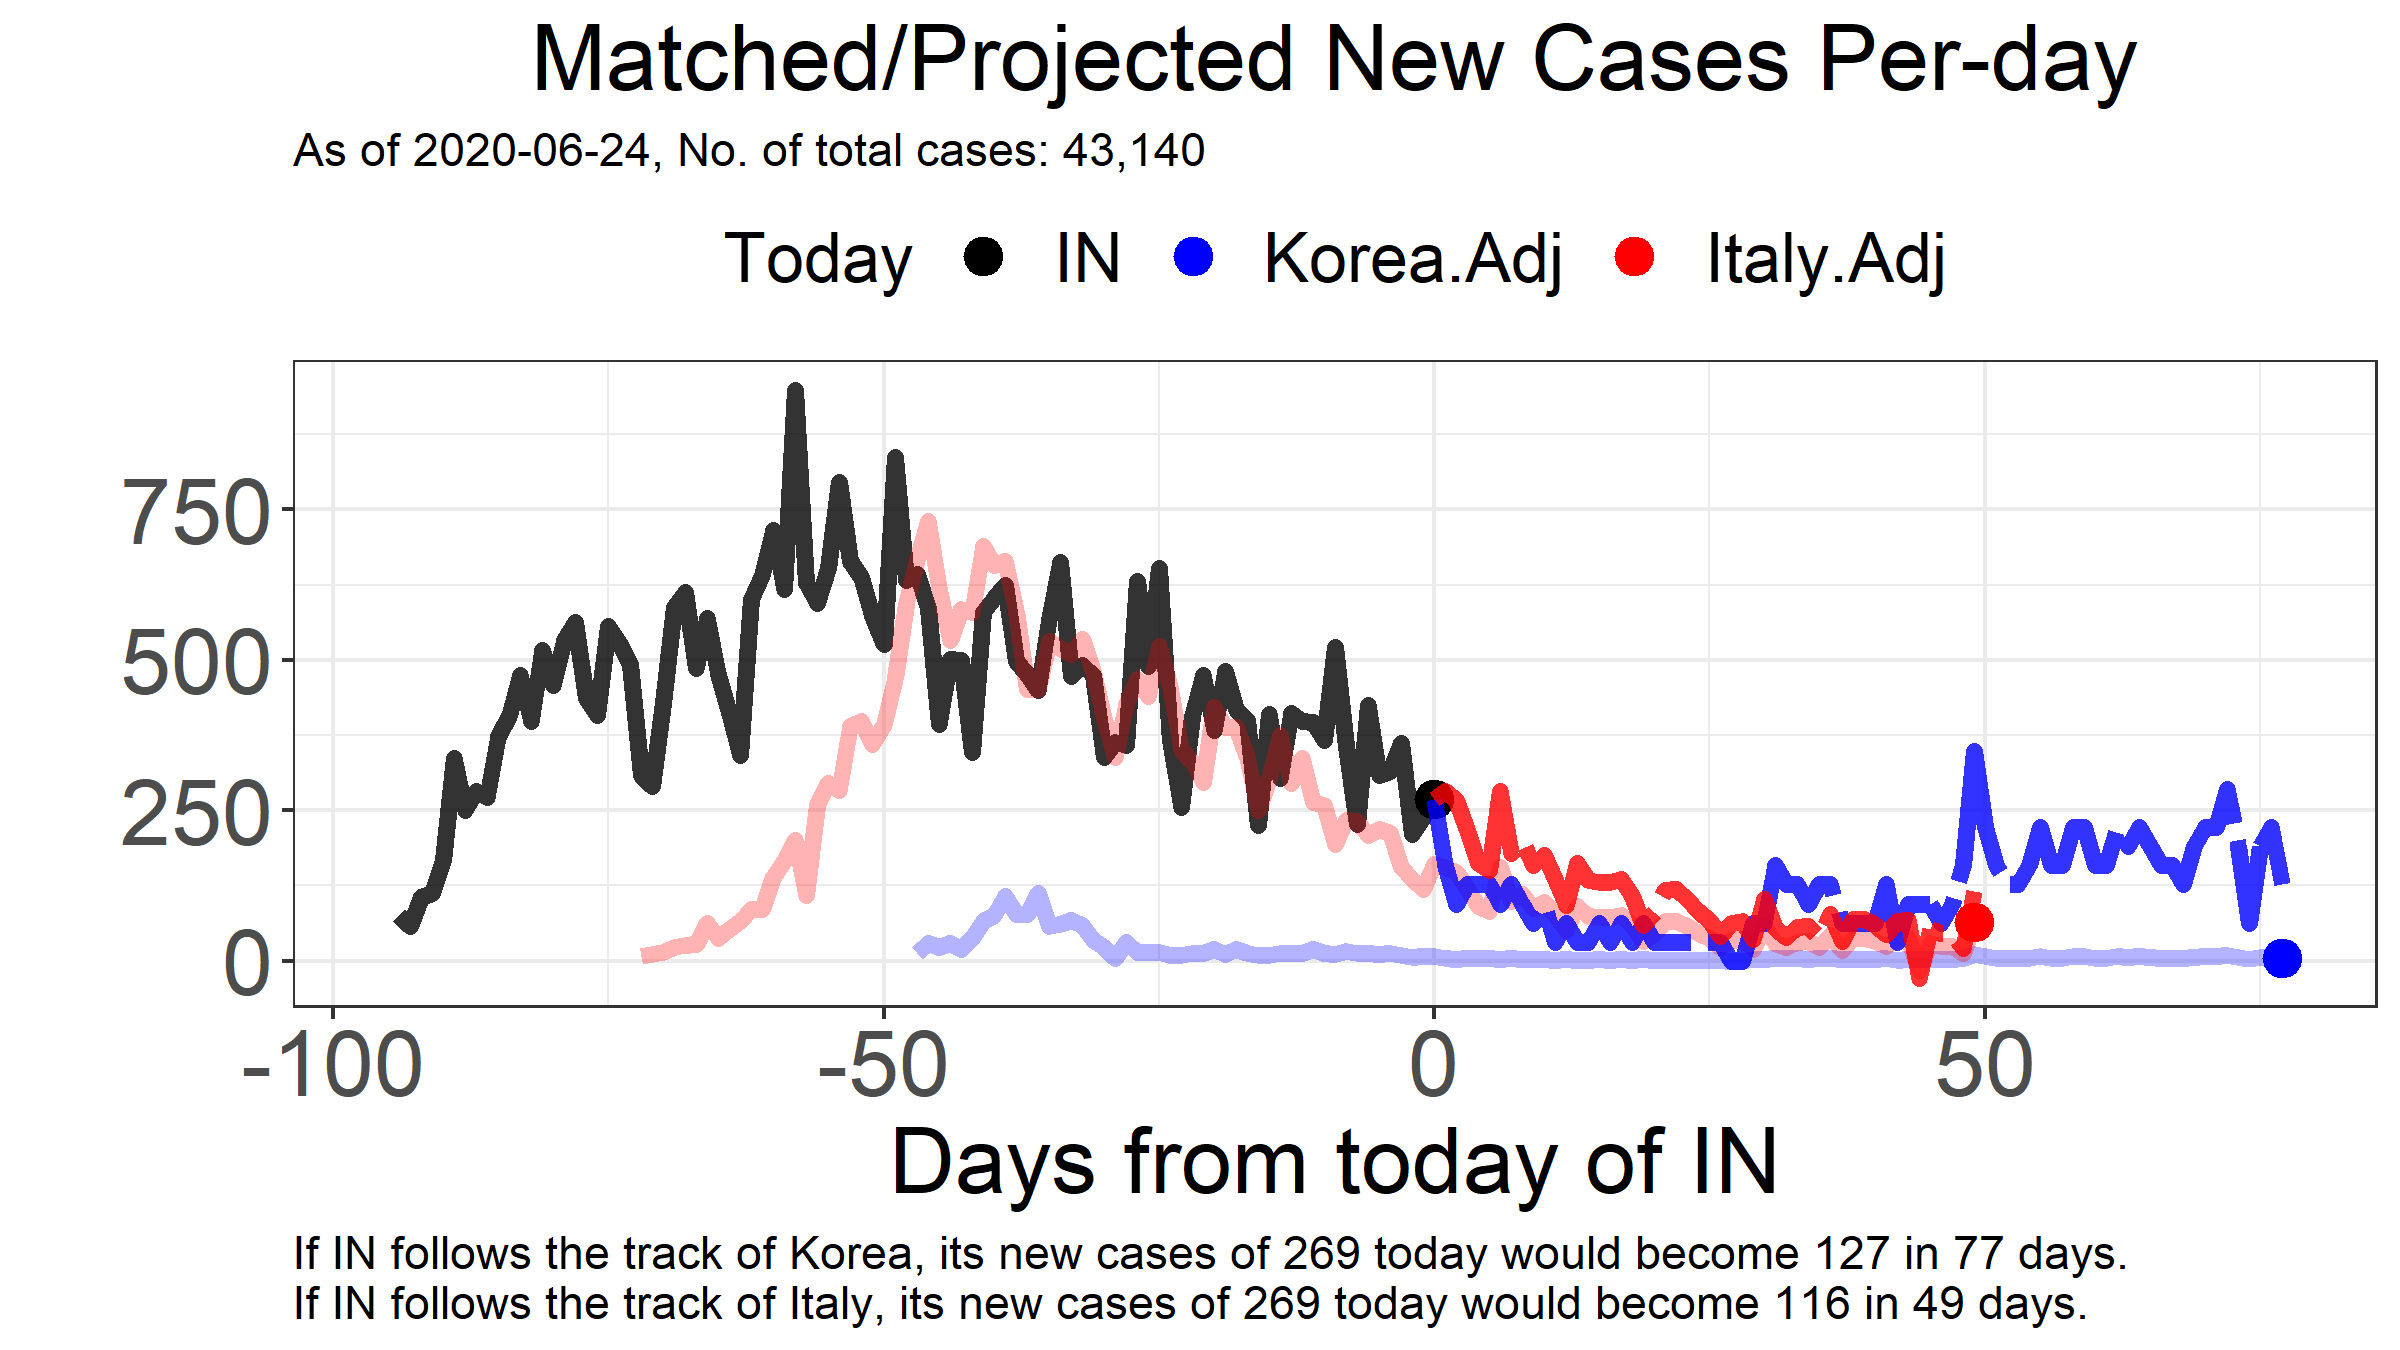 Matched/Projected New Cases Per-day
As of 2020-06-24, No. of total cases: 43,140
Today IN Korea.Adj Italy.Adj
750
500
250
0
-100 -50 0 50
Days from today of IN
If IN follows the track of Korea, its new cases of 269 today would become 127 in 77 days.
If IN follows the track of Italy, its new cases of 269 today would become 116 in 49 days.